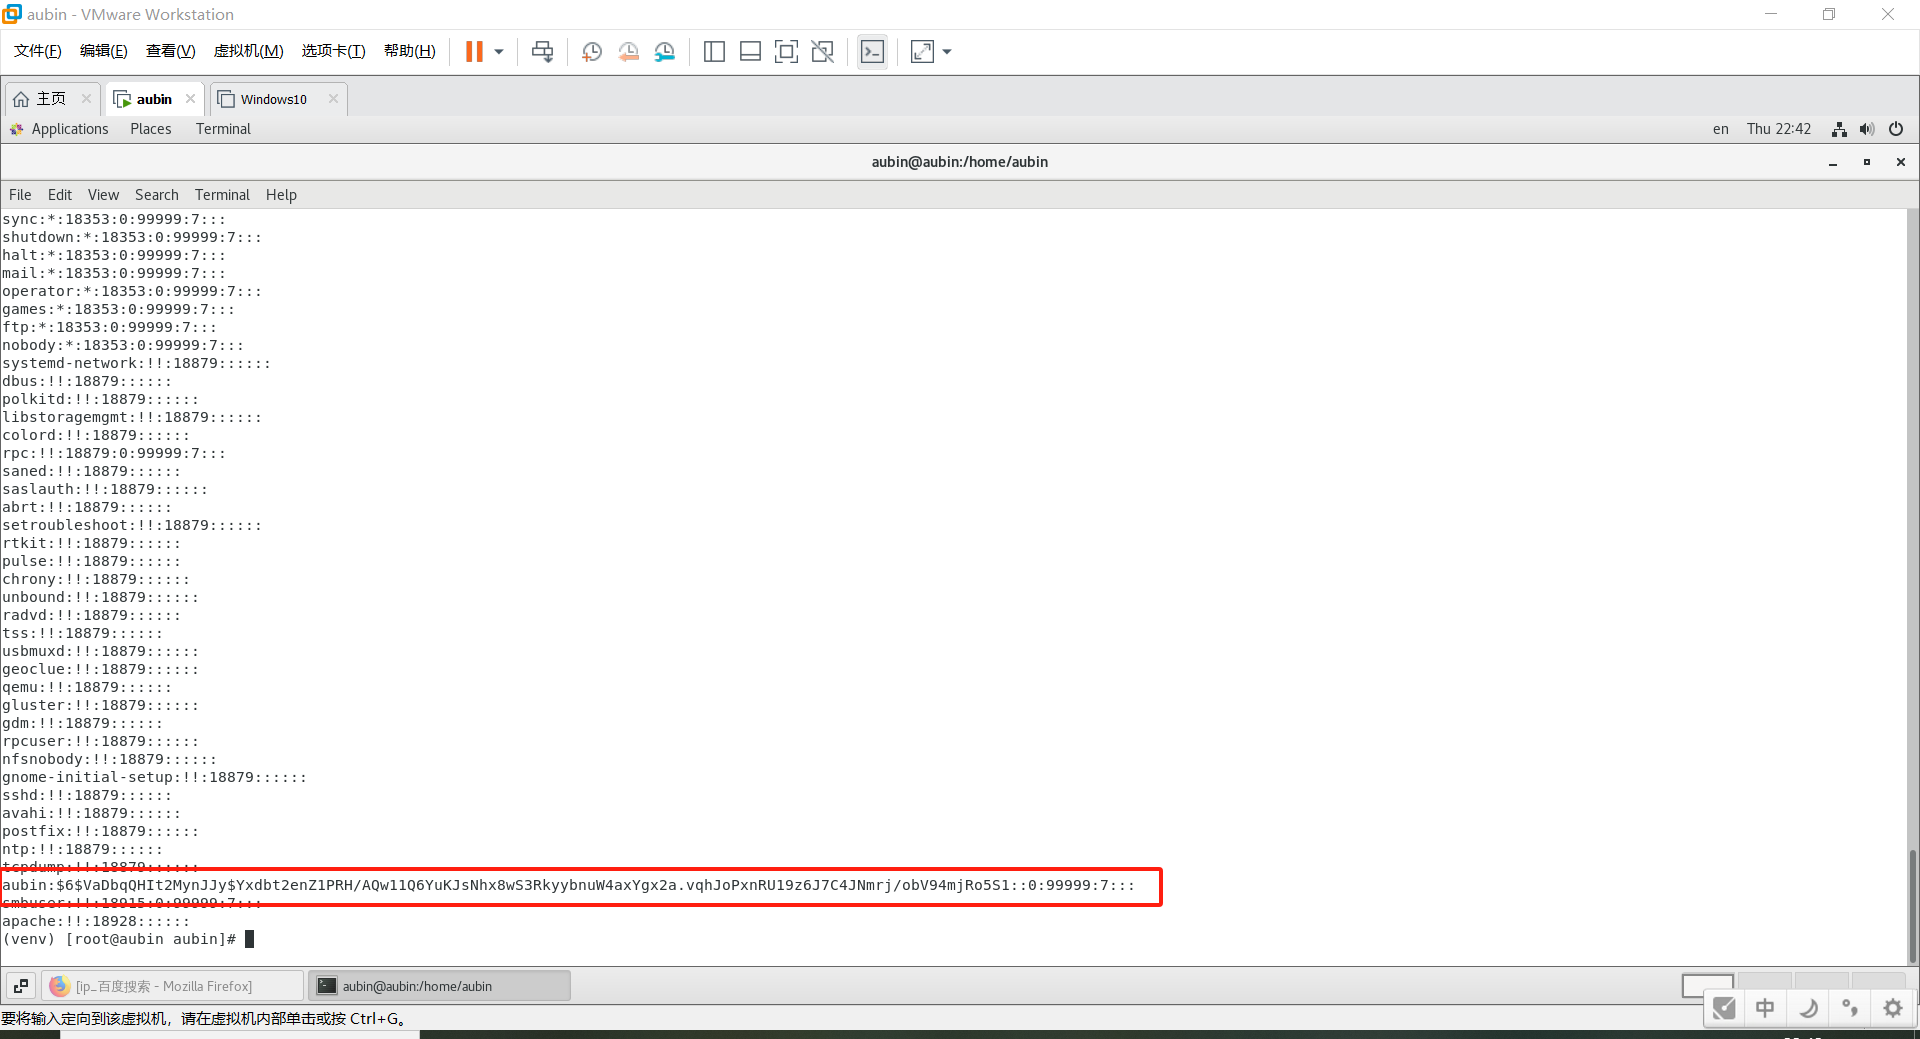 aubin - VMware Workstation
文件(F) 编辑(E) 查看(V) 虚拟机(M) 选项卡(T) 帮助(H)
主页 aubin Windows10
Applications Places Terminal en Thu 22:42
aubin@aubin:/home/aubin
File Edit View Search Terminal Help
sync:*:18353:0:99999:7:::
shutdown:*:18353:0:99999:7:::
halt:*:18353:0:99999:7:::
mail:*:18353:0:99999:7:::
operator:*:18353:0:99999:7:::
games:*:18353:0:99999:7:::
ftp:*:18353:0:99999:7:::
nobody:*:18353:0:99999:7:::
systemd-network:!!:18879::::::
dbus:!!:18879::::::
polkitd:!!:18879::::::
libstoragemgmt:!!:18879::::::
colord:!!:18879::::::
rpc:!!:18879:0:99999:7:::
saned:!!:18879::::::
saslauth:!!:18879::::::
abrt:!!:18879::::::
setroubleshoot:!!:18879::::::
rtkit:!!:18879::::::
pulse:!!:18879::::::
chrony:!!:18879::::::
unbound:!!:18879::::::
radvd:!!:18879::::::
tss:!!:18879::::::
usbmuxd:!!:18879::::::
geoclue:!!:18879::::::
qemu:!!:18879::::::
gluster:!!:18879::::::
gdm:!!:18879::::::
rpcuser:!!:18879::::::
nfsnobody:!!:18879::::::
gnome-initial-setup:!!:18879::::::
sshd:!!:18879::::::
avahi:!!:18879::::::
postfix:!!:18879::::::
ntp:!!:18879::::::
tcpdump:!!:18879::::::
aubin:$6$VaDbqQHIt2MynJJy$Yxdbt2enZ1PRH/AQw11Q6YuKJsNhx8wS3RkyybnuW4axYgx2a.vqhJoPxnRU19z6J7C4JNmrj/obV94mjRo5S1::0:99999:7:::
smbuser:!!:18915:0:99999:7:::
apache:!!:18928::::::
(venv) [root@aubin aubin]#
[ip_百度搜索 - Mozilla Firefox] aubin@aubin:/home/aubin
要将输入定向到该虚拟机，请在虚拟机内部单击或按 Ctrl+G。
中